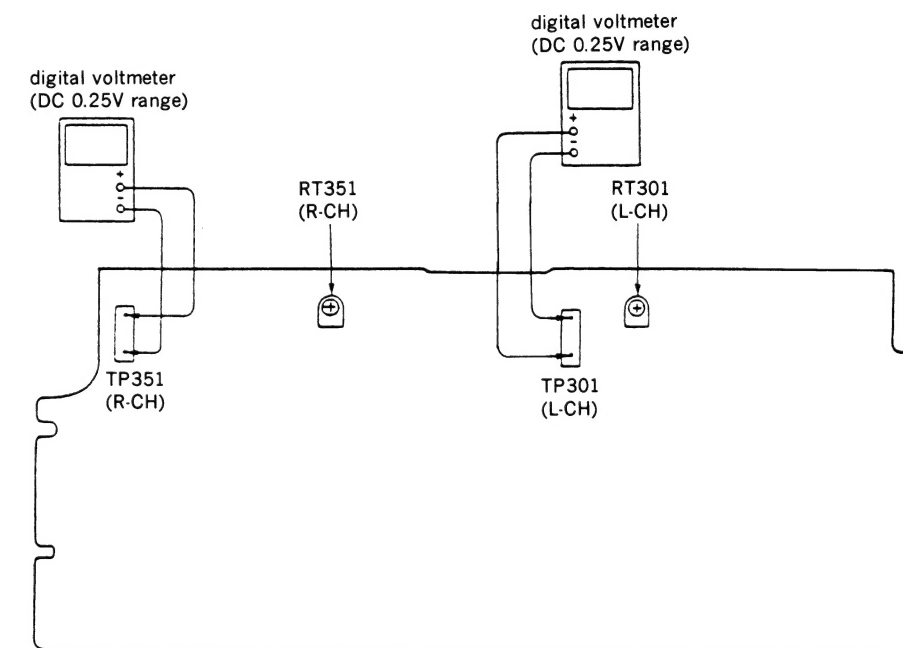 digital voltmeter
(DC 0.25V range)
+
-
digital voltmeter
(DC 0.25V range)
+
-
RT351
(R-CH)
RT301
(L-CH)
TP351
(R-CH)
TP301
(L-CH)